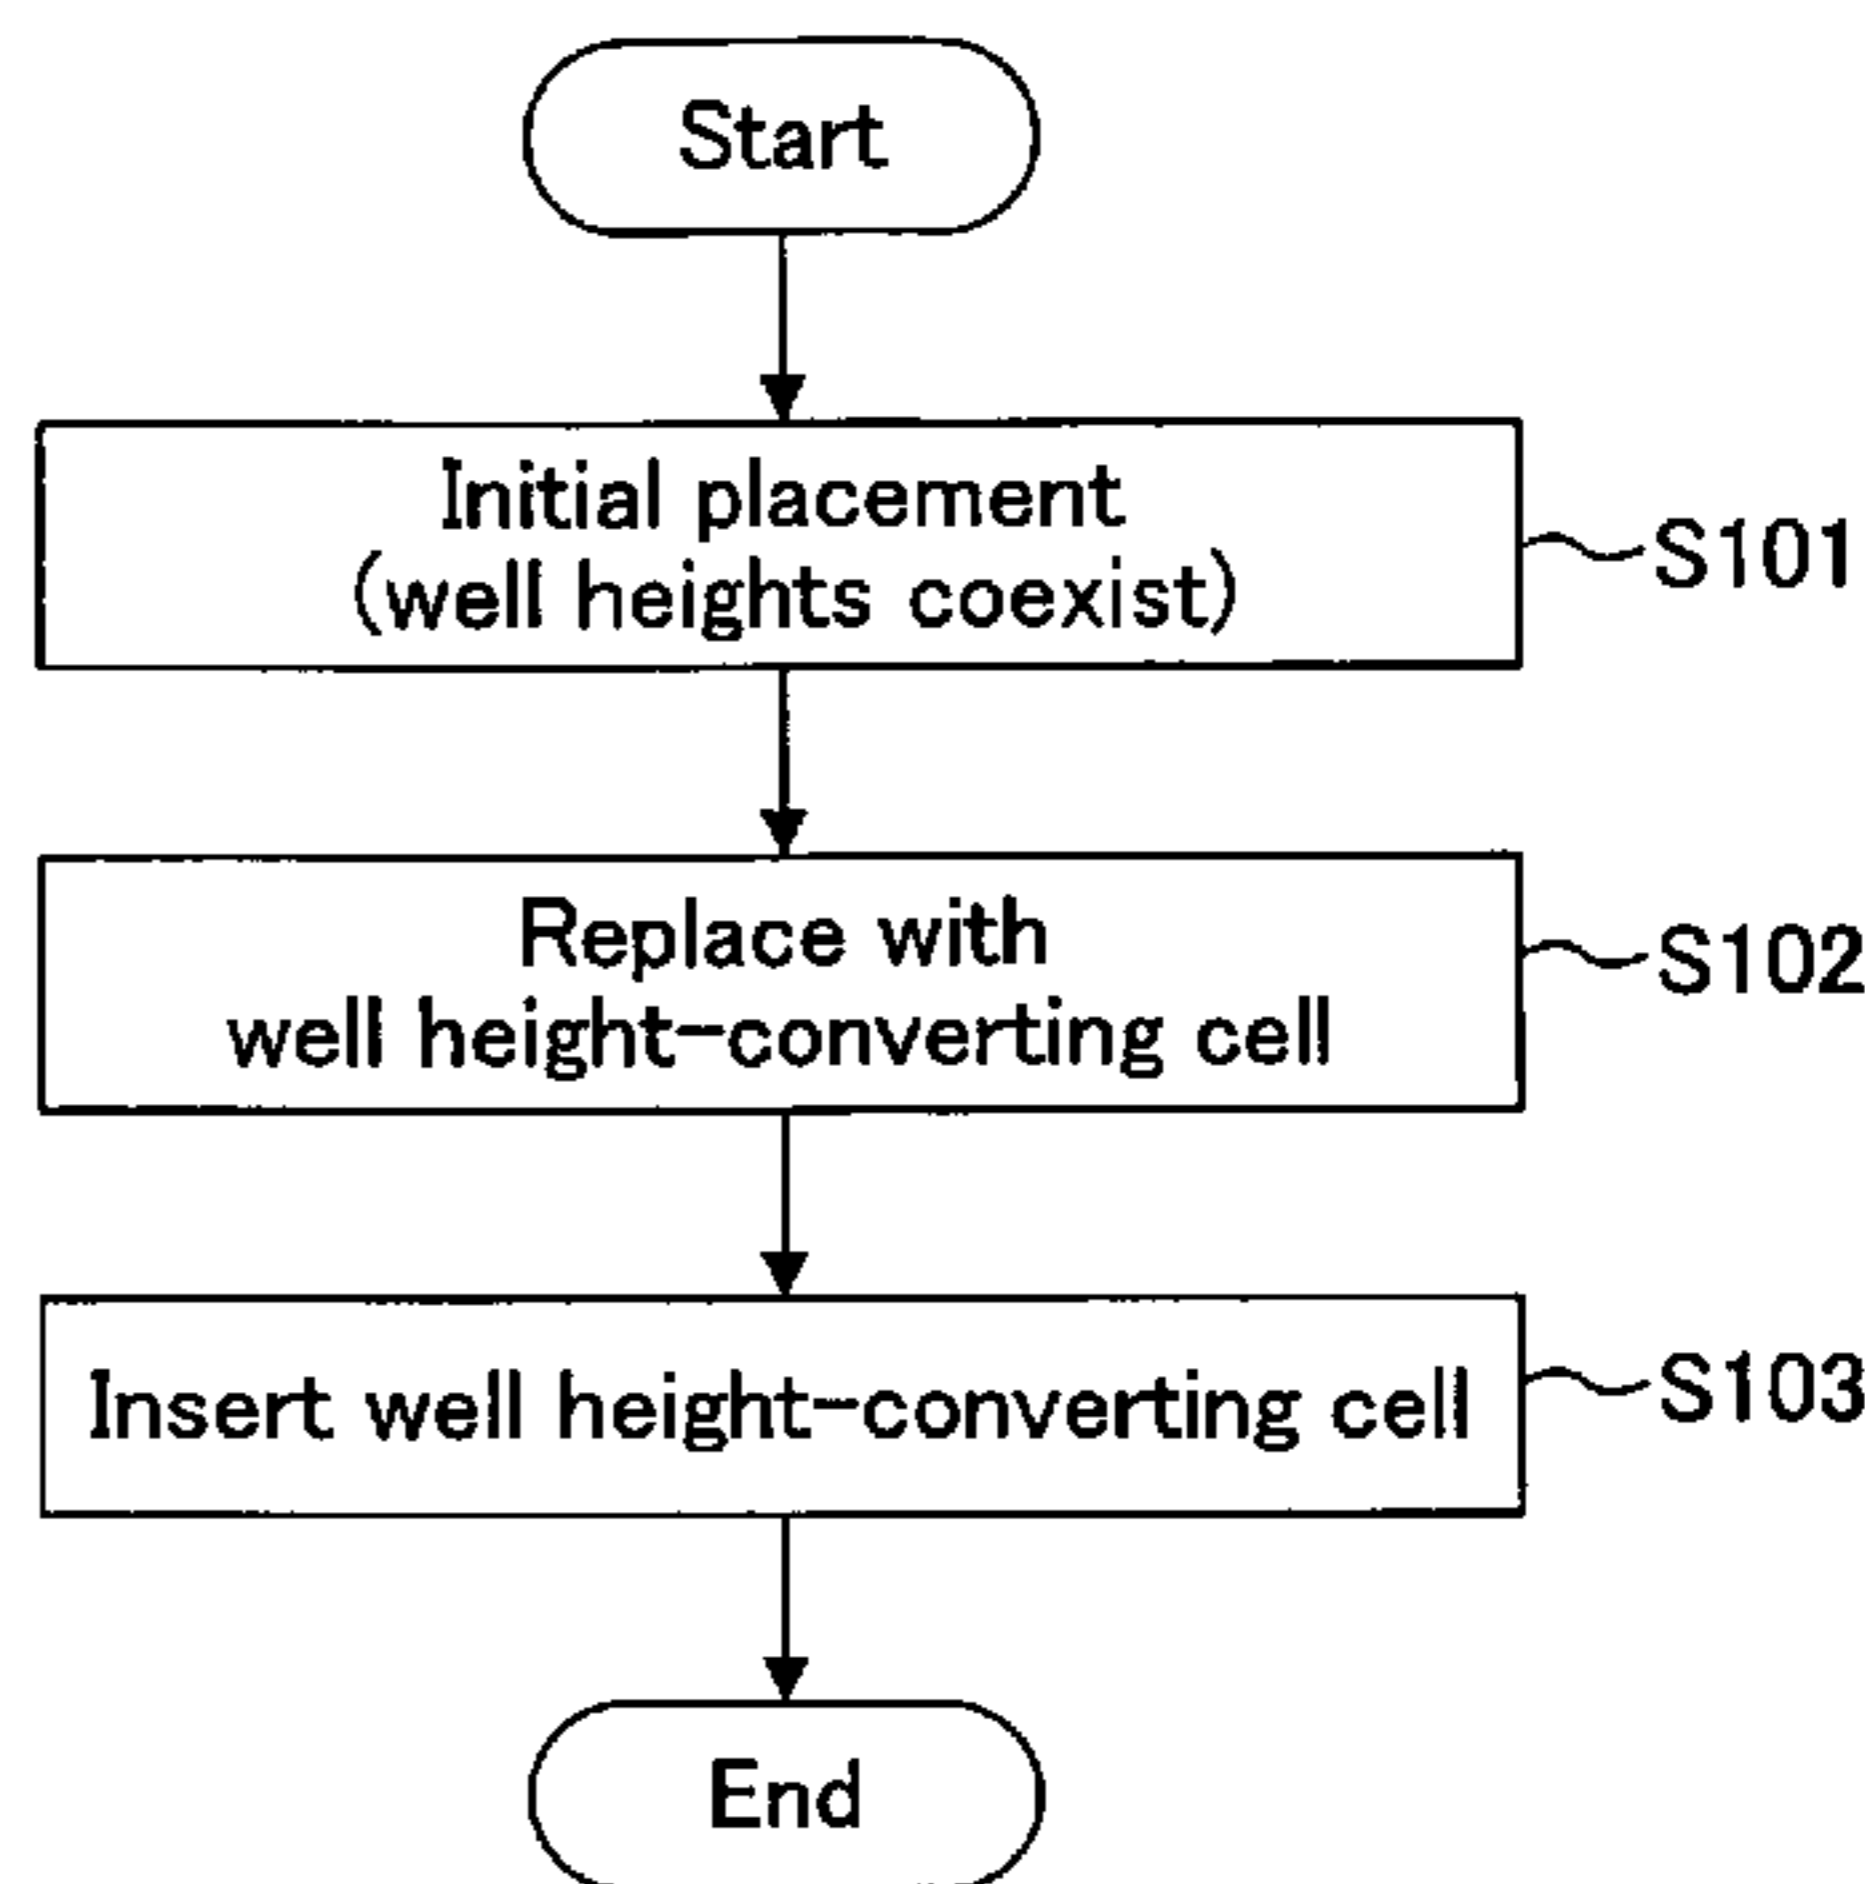 Start
Initial placement
(well heights coexist)
S101
Replace with
well height-converting cell
S102
Insert well height-converting cell
S103
End